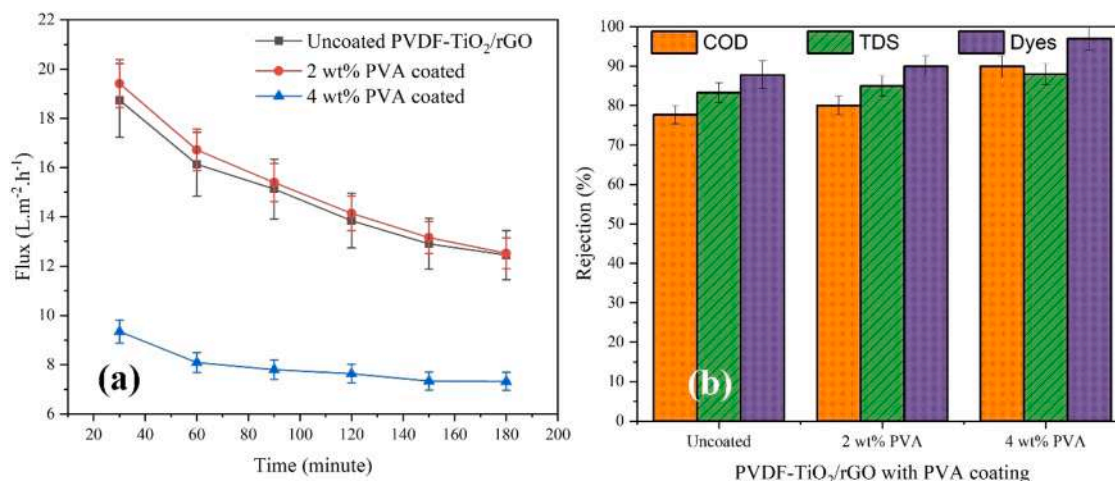 22
20
18
16
14
12
10
8
6
Flux (L.m⁻².h⁻¹)
Uncoated PVDF-TiO₂/rGO
2 wt% PVA coated
4 wt% PVA coated
(a)
20 40 60 80 100 120 140 160 180 200
Time (minute)
100
90
80
70
60
50
40
30
20
10
0
Rejection (%)
COD TDS Dyes
(b)
Uncoated 2 wt% PVA 4 wt% PVA
PVDF-TiO₂/rGO with PVA coating